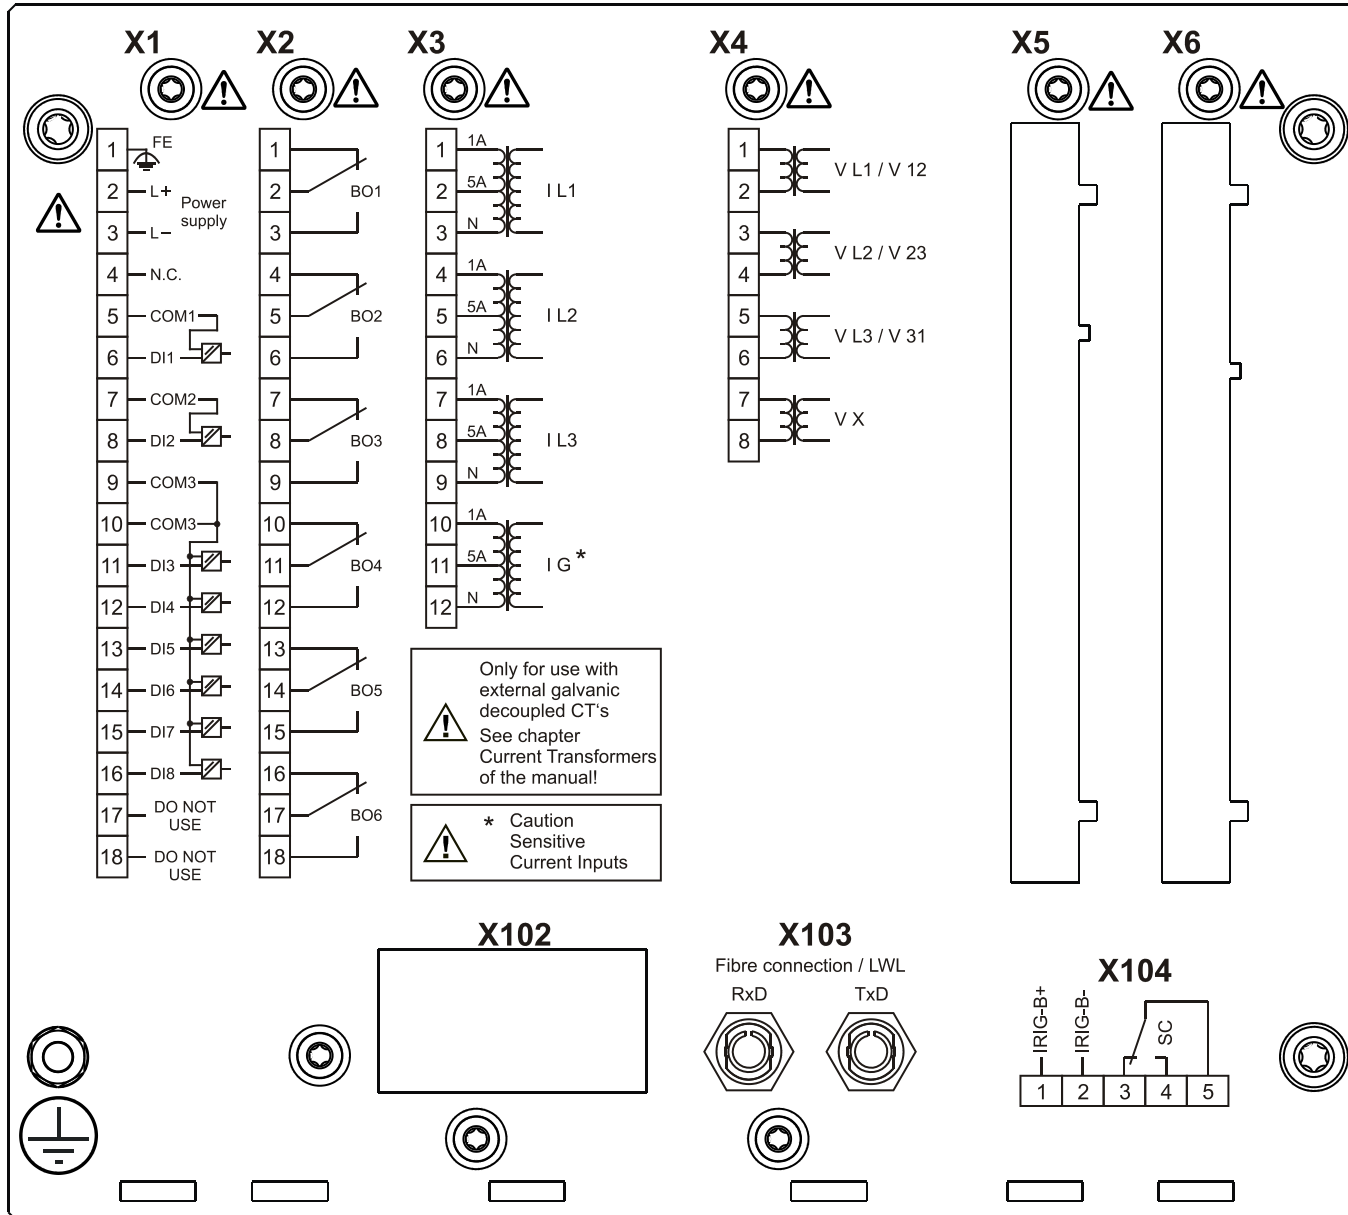 X1 X2 X3 X4 X5 X6
1 FE
2 L+
3 L–
Power
supply
4 N.C.
5 COM1
6 DI1
7 COM2
8 DI2
9 COM3
10 COM3
11 DI3
12 DI4
13 DI5
14 DI6
15 DI7
16 DI8
17 DO NOT
USE
18 DO NOT
USE
1
2 BO1
3
4
5 BO2
6
7
8 BO3
9
10
11 BO4
12
13
14 BO5
15
16
17 BO6
18
1 1A
2 5A I L1
3 N
4 1A
5 5A I L2
6 N
7 1A
8 5A I L3
9 N
10 1A
11 5A I G *
12 N
Only for use with
external galvanic
decoupled CT‘s
See chapter
Current Transformers
of the manual!
* Caution
Sensitive
Current Inputs
1
V L1 / V 12
2
3
V L2 / V 23
4
5
V L3 / V 31
6
7
V X
8
X102
X103
Fibre connection / LWL
RxD TxD
X104
IRIG-B+
IRIG-B-
SC
1 2 3 4 5